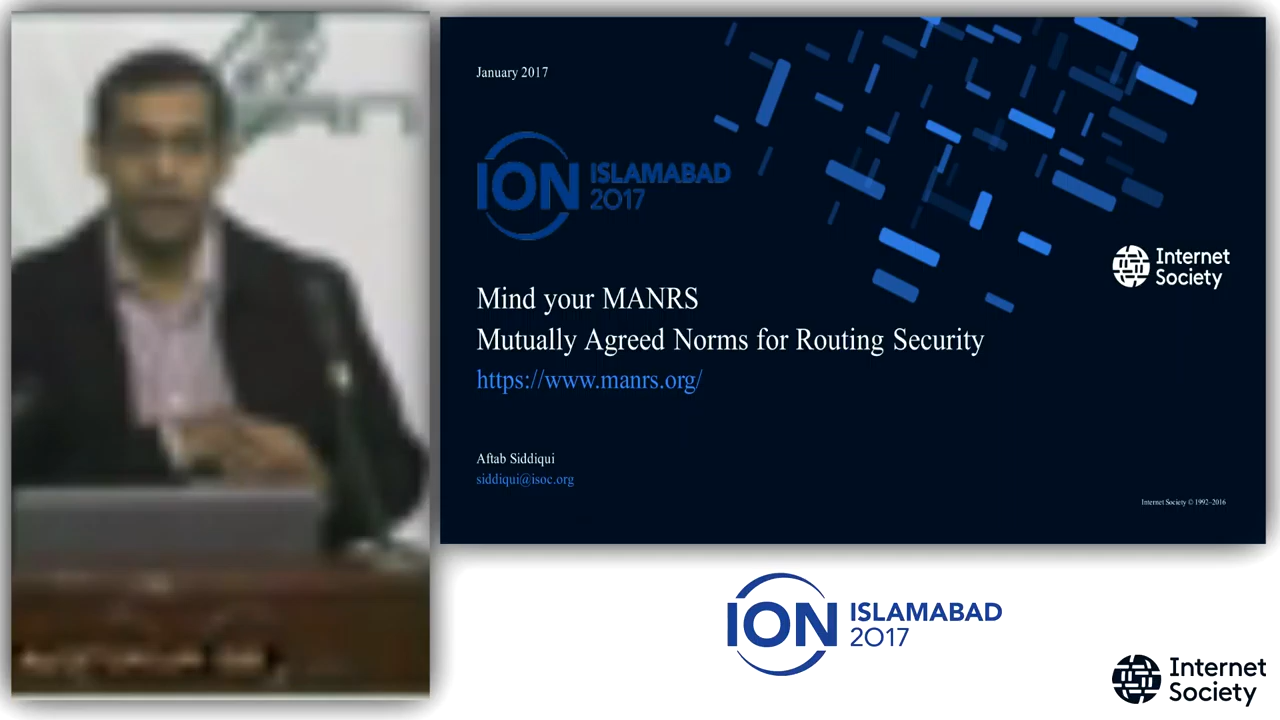 January 2017
ION ISLAMABAD
2017
Internet
Society
Mind your MANRS
Mutually Agreed Norms for Routing Security
https://www.manrs.org/
Aftab Siddiqui
siddiqui@isoc.org
Internet Society © 1992–2016
ION ISLAMABAD
2017
Internet
Society